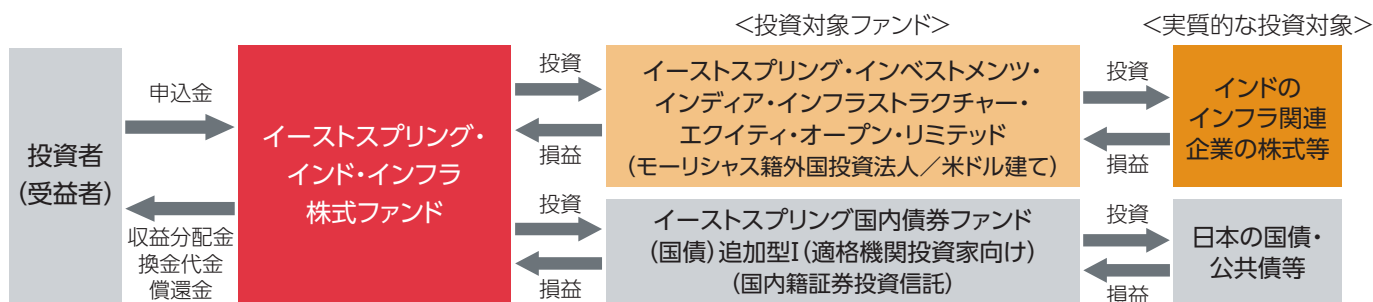 ＜投資対象ファンド＞
＜実質的な投資対象＞
投資者
（受益者）
申込金
収益分配金
換金代金
償還金
イーストスプリング・
インド・インフラ
株式ファンド
投資
損益
イーストスプリング・インベストメンツ・
インディア・インフラストラクチャー・
エクイティ・オープン・リミテッド
（モーリシャス籍外国投資法人／米ドル建て）
投資
損益
インドの
インフラ関連
企業の株式等
投資
損益
イーストスプリング国内債券ファンド
（国債）追加型I（適格機関投資家向け）
（国内籍証券投資信託）
投資
損益
日本の国債・
公共債等